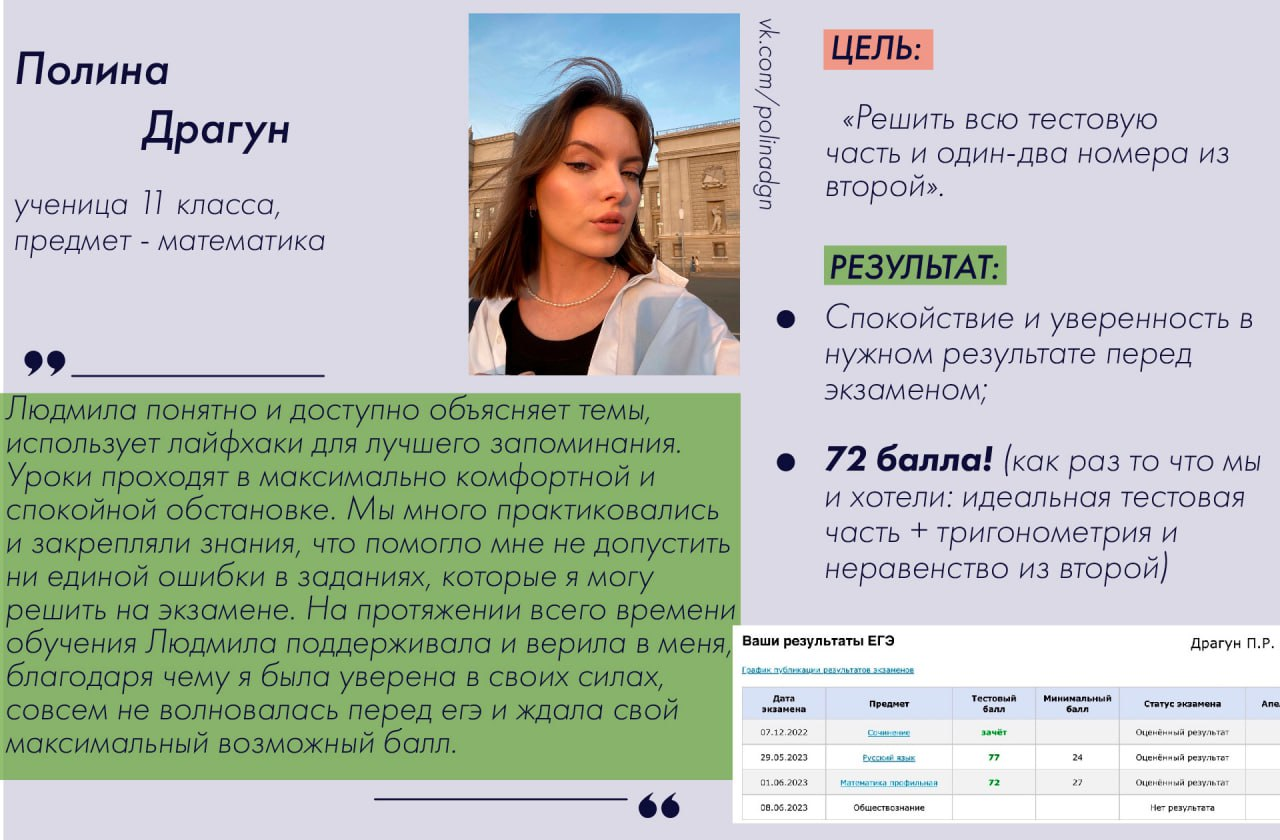 Полина
Драгун
ученица 11 класса,
предмет - математика
vk.com/polinadgn
ЦЕЛЬ:
«Решить всю тестовую
часть и один-два номера из
второй».
РЕЗУЛЬТАТ:
Спокойствие и уверенность в
нужном результате перед
экзаменом;
72 балла! (как раз то что мы
и хотели: идеальная тестовая
часть + тригонометрия и
неравенство из второй)
Людмила понятно и доступно объясняет темы,
использует лайфхаки для лучшего запоминания.
Уроки проходят в максимально комфортной и
спокойной обстановке. Мы много практиковались
и закрепляли знания, что помогло мне не допустить
ни единой ошибки в заданиях, которые я могу
решить на экзамене. На протяжении всего времени
обучения Людмила поддерживала и верила в меня,
благодаря чему я была уверена в своих силах,
совсем не волновалась перед егэ и ждала свой
максимальный возможный балл.
Ваши результаты ЕГЭ Драгун П.Р.
График публикации результатов экзаменов
Дата экзамена Предмет Тестовый балл Минимальный балл Статус экзамена Апе
07.12.2022 Сочинение зачёт Оценённый результат
29.05.2023 Русский язык 77 24 Оценённый результат
01.06.2023 Математика профильная 72 27 Оценённый результат
08.06.2023 Обществознание Нет результата